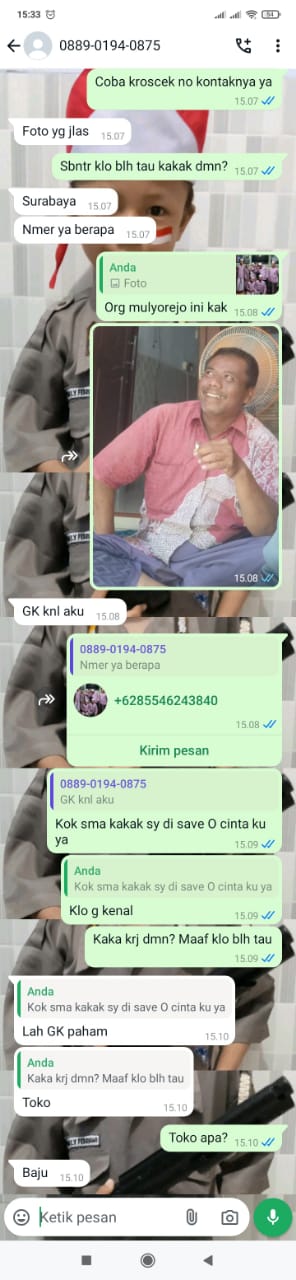 15:33
54
0889-0194-0875
Coba kroscek no kontaknya ya
15.07
Foto yg jlas
15.07
Sbntr klo blh tau kakak dmn?
15.07
Surabaya
15.07
Nmer ya berapa
15.07
Anda
Foto
Org mulyorejo ini kak
15.08
15.08
GK knl aku
15.08
0889-0194-0875
Nmer ya berapa
+6285546243840
15.08
Kirim pesan
0889-0194-0875
GK knl aku
Kok sma kakak sy di save O cinta ku
ya
15.09
Anda
Kok sma kakak sy di save O cinta ku ya
Klo g kenal
15.09
Kaka krj dmn? Maaf klo blh tau
15.09
Anda
Kok sma kakak sy di save O cinta ku ya
Lah GK paham
15.10
Anda
Kaka krj dmn? Maaf klo blh tau
Toko
15.10
Toko apa?
15.10
Baju
15.10
Ketik pesan